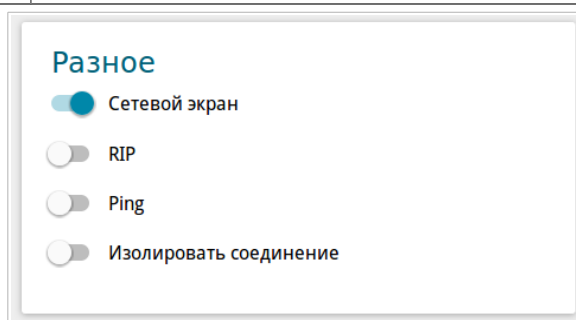 Разное
Сетевой экран
RIP
Ping
Изолировать соединение